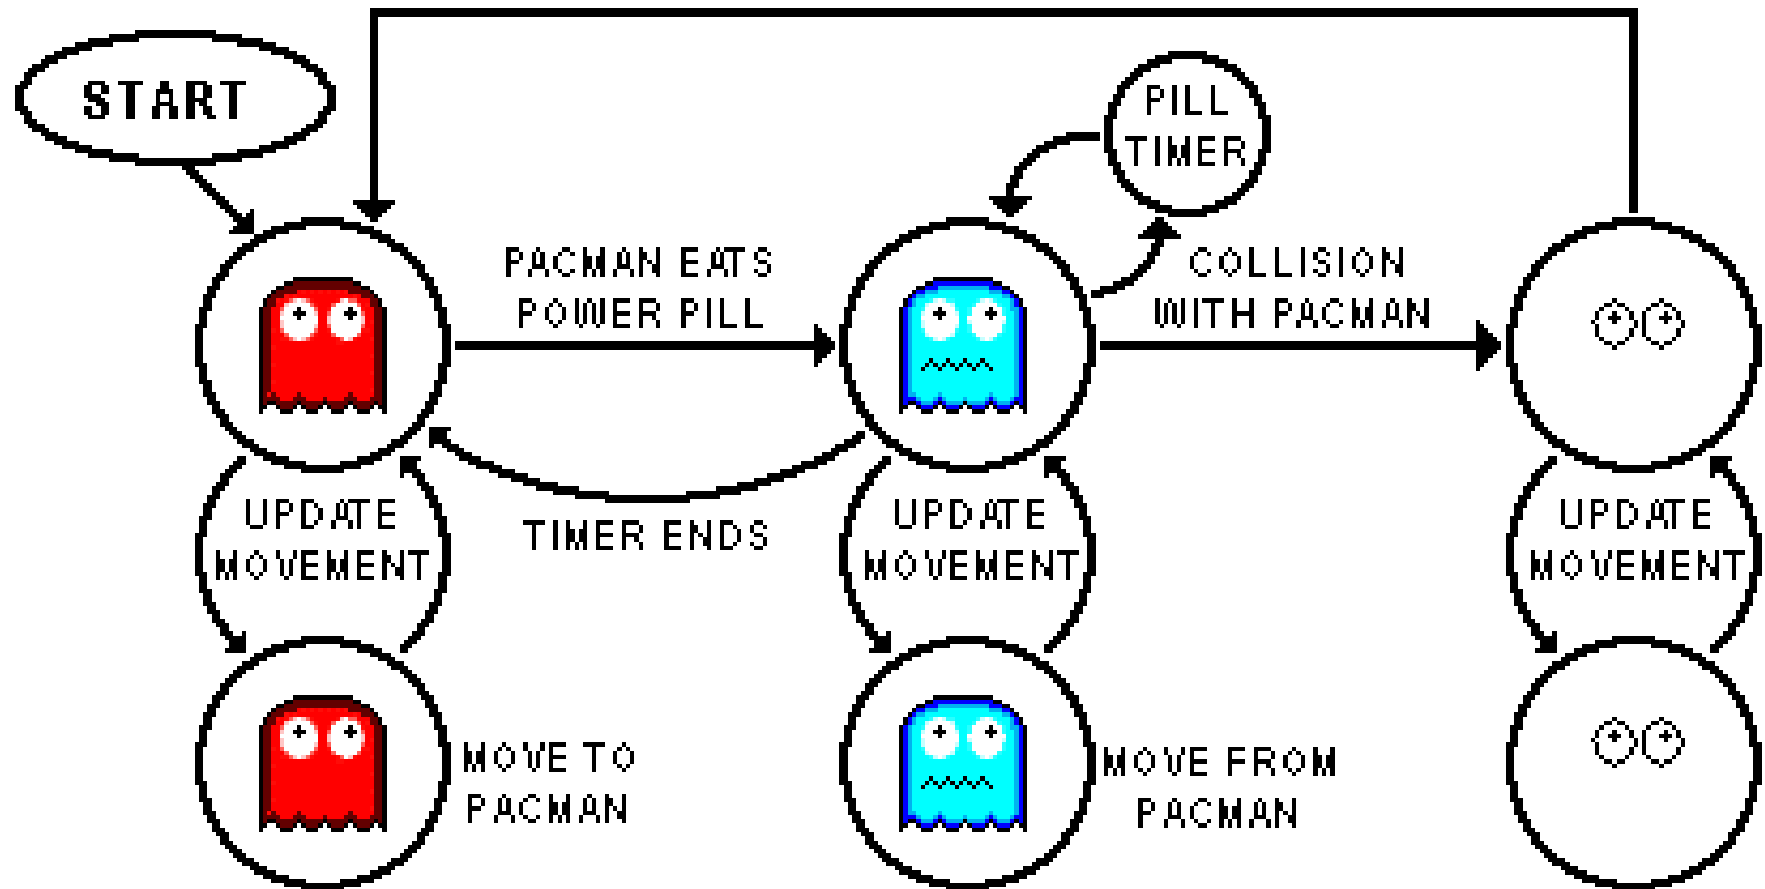 START
PILL
TIMER
PACMAN EATS
POWER PILL
COLLISION
WITH PACMAN
UPDATE
MOVEMENT
TIMER ENDS
UPDATE
MOVEMENT
UPDATE
MOVEMENT
MOVE TO
PACMAN
MOVE FROM
PACMAN